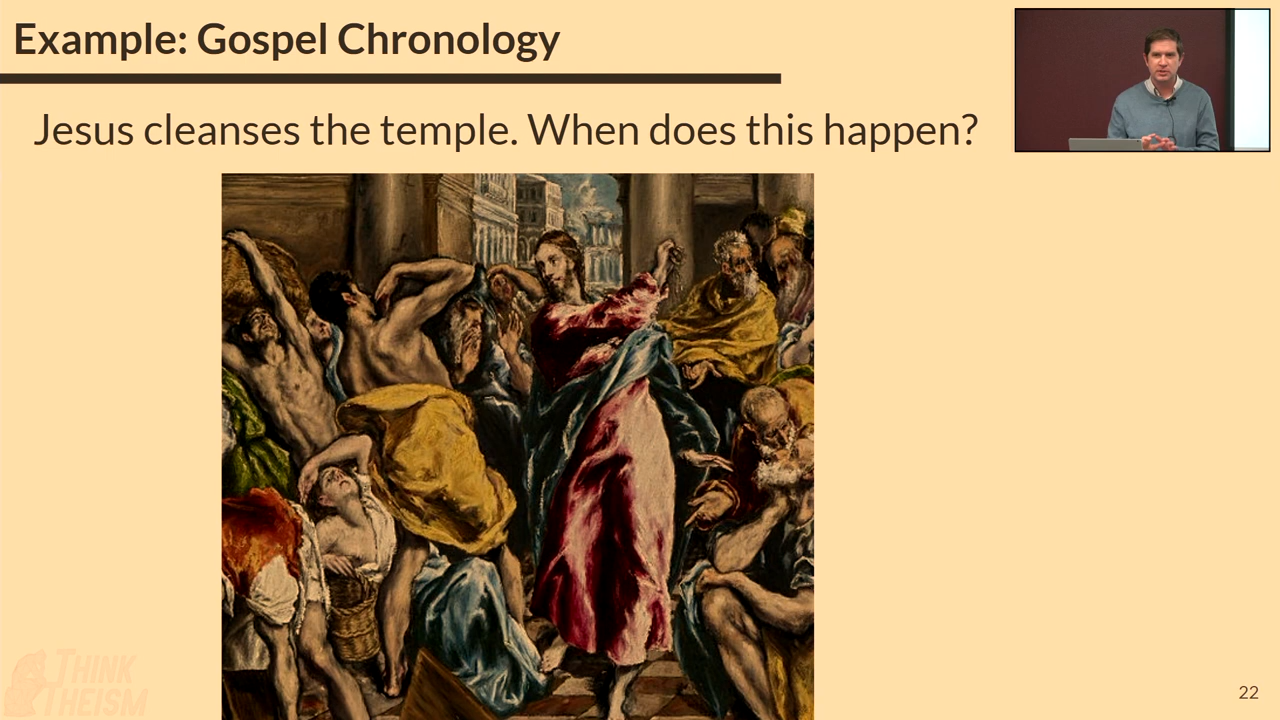 Example: Gospel Chronology
Jesus cleanses the temple. When does this happen?
THINK
THEISM
22